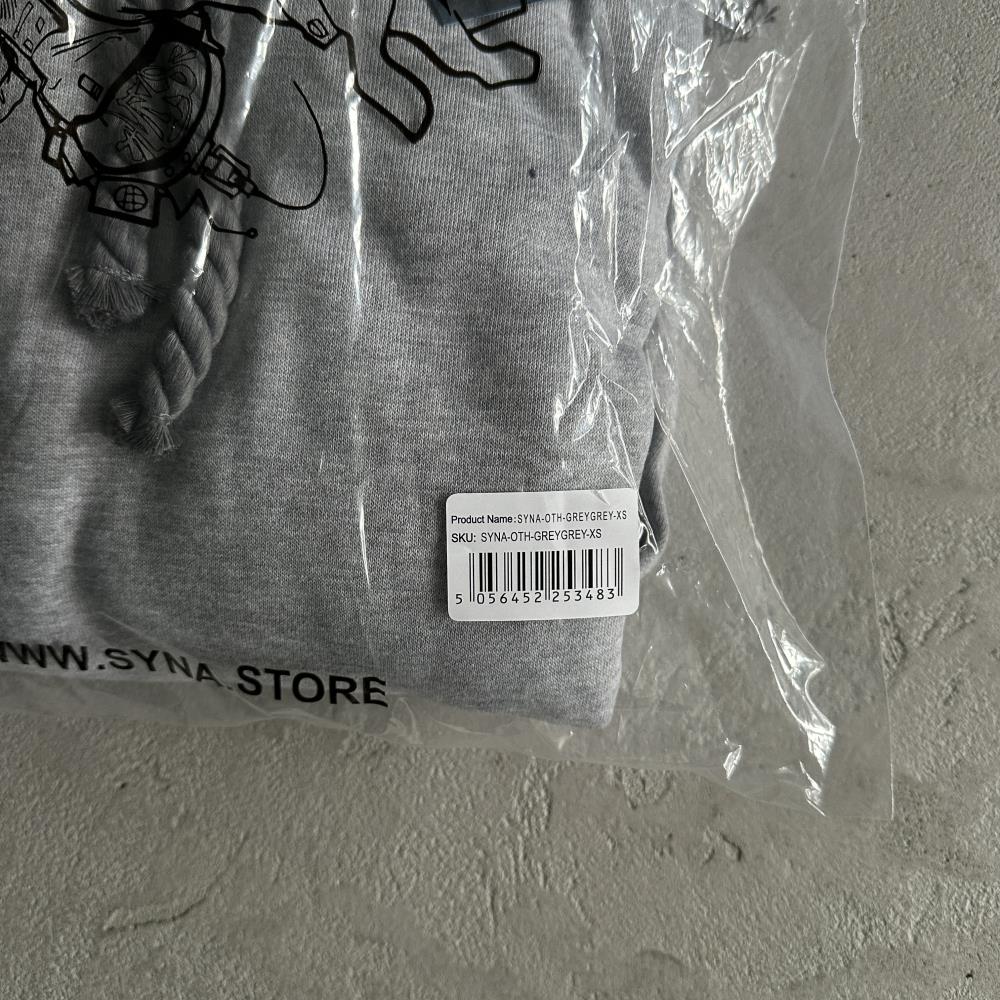 Product Name:SYNA-OTH-GREYGREY-XS
SKU: SYNA-OTH-GREYGREY-XS
5 056452 253483
WWW.SYNA.STORE